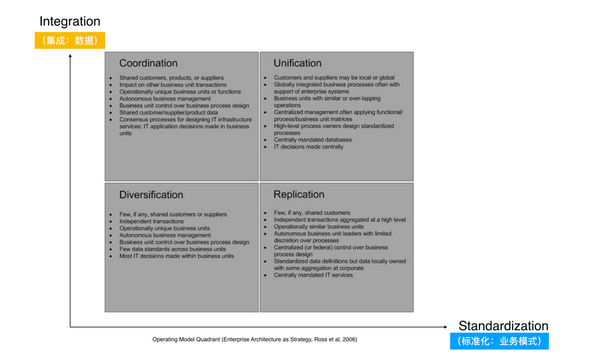 Integration
（集成：数据）
Coordination
• Shared customers, products, or suppliers
• Impact on other business unit transactions
• Operationally unique business units or functions
• Autonomous business management
• Business unit control over business process design
• Shared customer/supplier/product data
• Consensus processes for designing IT infrastructure
services; IT application decisions made in business
units
Unification
• Customers and suppliers may be local or global
• Globally integrated business processes often with
support of enterprise systems
• Business units with similar or over-lapping
operations
• Centralized management often applying functional/
process/business unit matrices
• High-level process owners design standardized
processes
• Centrally mandated databases
• IT decisions made centrally
Diversification
• Few, if any, shared customers or suppliers
• Independent transactions
• Operationally unique business units
• Autonomous business management
• Business unit control over business process design
• Few data standards across business units
• Most IT decisions made within business units
Replication
• Few, if any, shared customers
• Independent transactions aggregated at a high level
• Operationally similar business units
• Autonomous business unit leaders with limited
discretion over processes
• Centralized (or federal) control over business
process design
• Standardized data definitions but data locally owned
with some aggregation at corporate
• Centrally mandated IT services
Standardization
（标准化：业务模式）
Operating Model Quadrant (Enterprise Architecture as Strategy, Ross et al, 2006)